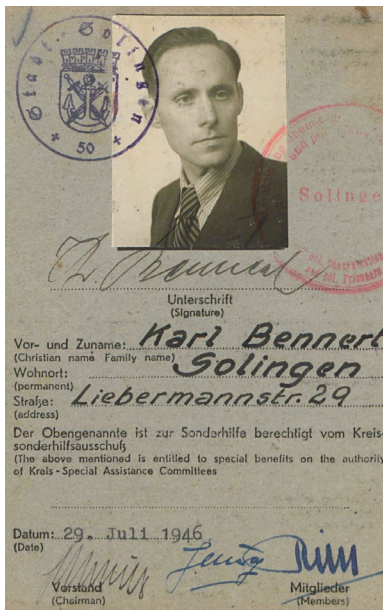 Stadt Solingen
50
Solinge
Unterschrift
(Signature)
Vor- und Zuname: Karl Bennert
(Christian name Family name)
Wohnort: Solingen
(permanent)
Straße: Liebermannstr. 29
(address)
Der Obengenannte ist zur Sonderhilfe berechtigt vom Kreis-
sonderhilfsausschuß
(The above mentioned is entitled to special benefits on the authority
of Kreis-Special Assistance Committees
Datum: 29. Juli 1946
(Date)
Vorstand Mitglieder
(Chairman) (Members)